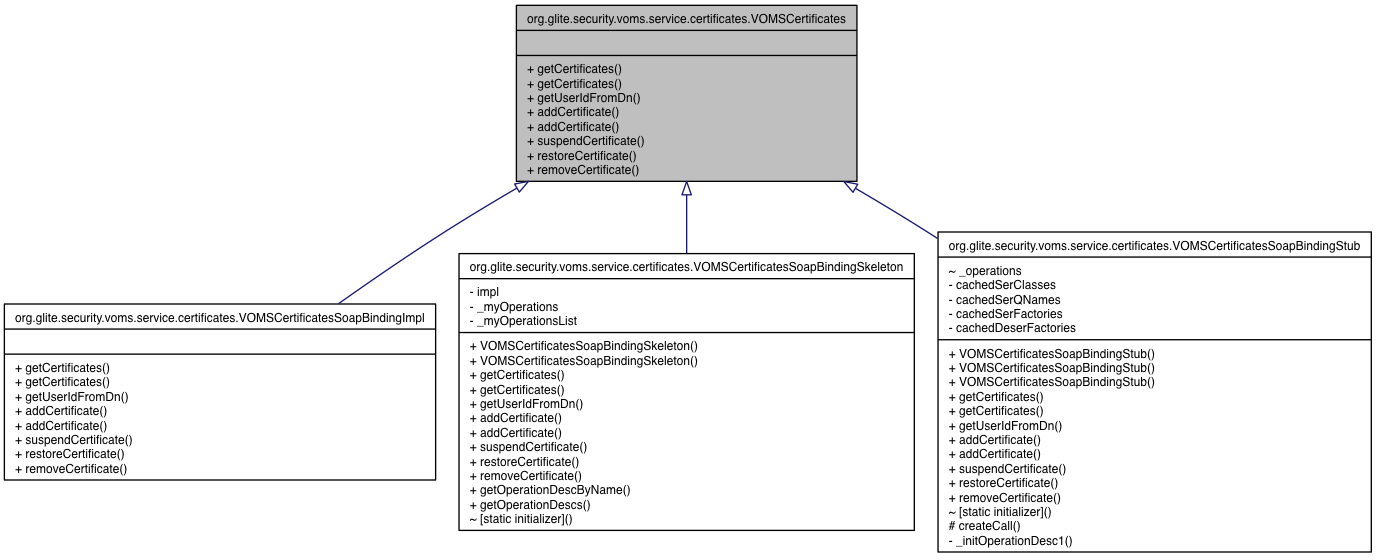 org.glite.security.voms.service.certificates.VOMSCertificates
+ getCertificates()
+ getCertificates()
+ getUserIdFromDn()
+ addCertificate()
+ addCertificate()
+ suspendCertificate()
+ restoreCertificate()
+ removeCertificate()
org.glite.security.voms.service.certificates.VOMSCertificatesSoapBindingImpl
+ getCertificates()
+ getCertificates()
+ getUserIdFromDn()
+ addCertificate()
+ addCertificate()
+ suspendCertificate()
+ restoreCertificate()
+ removeCertificate()
org.glite.security.voms.service.certificates.VOMSCertificatesSoapBindingSkeleton
- impl
- _myOperations
- _myOperationsList
+ VOMSCertificatesSoapBindingSkeleton()
+ VOMSCertificatesSoapBindingSkeleton()
+ getCertificates()
+ getCertificates()
+ getUserIdFromDn()
+ addCertificate()
+ addCertificate()
+ suspendCertificate()
+ restoreCertificate()
+ removeCertificate()
+ getOperationDescByName()
+ getOperationDescs()
~ [static initializer]()
org.glite.security.voms.service.certificates.VOMSCertificatesSoapBindingStub
~ _operations
- cachedSerClasses
- cachedSerQNames
- cachedSerFactories
- cachedDeserFactories
+ VOMSCertificatesSoapBindingStub()
+ VOMSCertificatesSoapBindingStub()
+ VOMSCertificatesSoapBindingStub()
+ getCertificates()
+ getCertificates()
+ getUserIdFromDn()
+ addCertificate()
+ addCertificate()
+ suspendCertificate()
+ restoreCertificate()
+ removeCertificate()
~ [static initializer]()
# createCall()
- _initOperationDesc1()